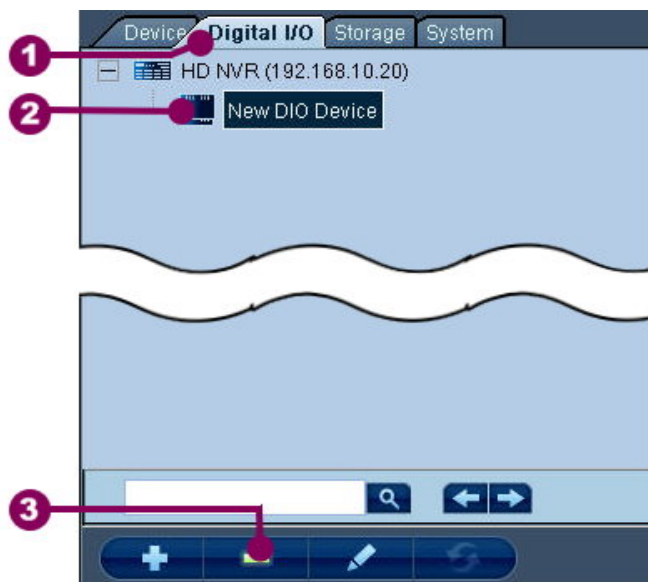 Device Digital I/O Storage System
1
HD NVR (192.168.10.20)
2
New DIO Device
3